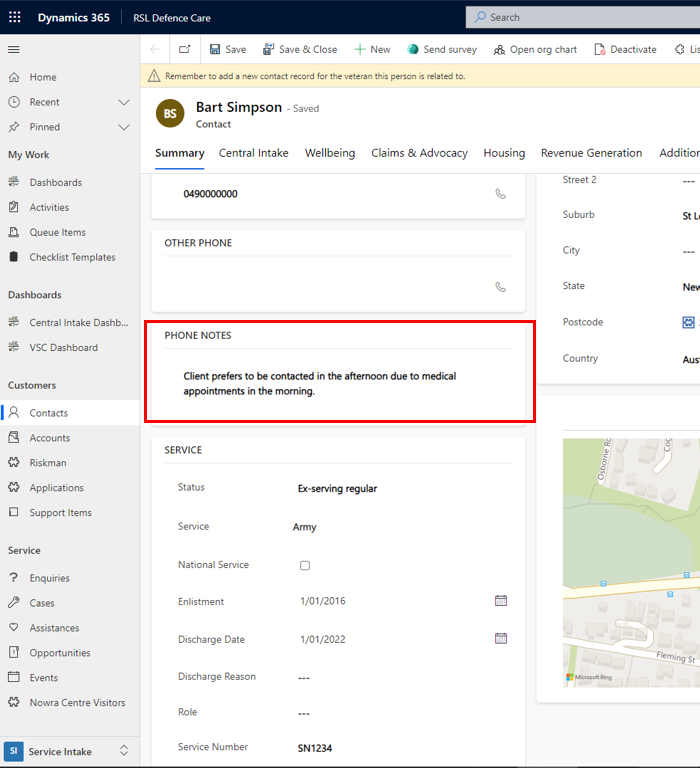 Dynamics 365
RSL Defence Care
Search
Save
Save & Close
New
Send survey
Open org chart
Deactivate
Remember to add a new contact record for the veteran this person is related to.
Home
Recent
Pinned
My Work
Dashboards
Activities
Queue Items
Checklist Templates
Dashboards
Central Intake Dashb...
VSC Dashboard
Customers
Contacts
Accounts
Riskman
Applications
Support Items
Service
Enquiries
Cases
Assistances
Opportunities
Events
Nowra Centre Visitors
SI
Service Intake
BS
Bart Simpson - Saved
Contact
Summary
Central Intake
Wellbeing
Claims & Advocacy
Housing
Revenue Generation
Addition
0490000000
OTHER PHONE
PHONE NOTES
Client prefers to be contacted in the afternoon due to medical
appointments in the morning.
SERVICE
Status
Ex-serving regular
Service
Army
National Service
Enlistment
1/01/2016
Discharge Date
1/01/2022
Discharge Reason
---
Role
---
Service Number
SN1234
Street 2
---
Suburb
St Le
City
---
State
New
Postcode
Country
Aust
Osborne Rd
Fleming St
Microsoft Bing